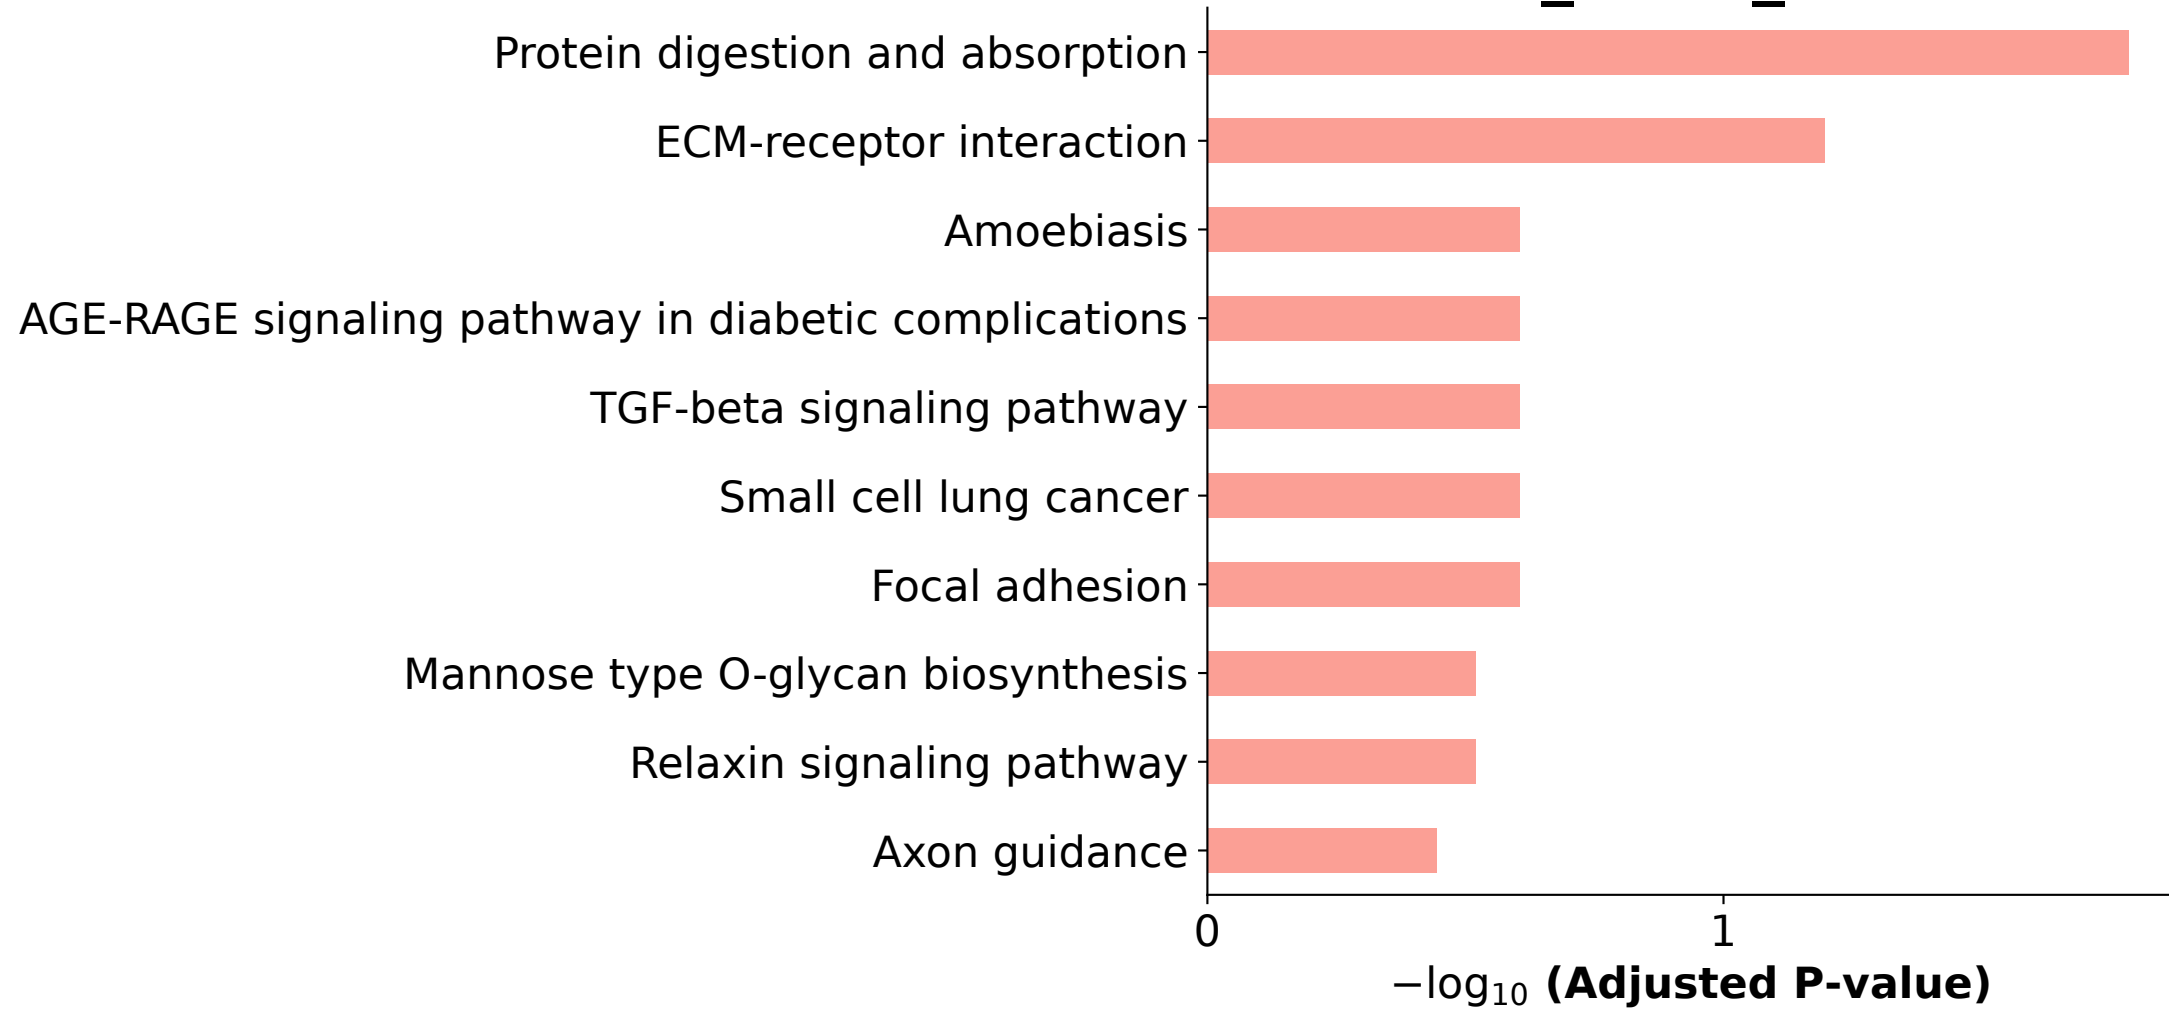 Protein digestion and absorption
ECM-receptor interaction
Amoebiasis
AGE-RAGE signaling pathway in diabetic complications
TGF-beta signaling pathway
Small cell lung cancer
Focal adhesion
Mannose type O-glycan biosynthesis
Relaxin signaling pathway
Axon guidance
0 1
−log₁₀ (Adjusted P-value)